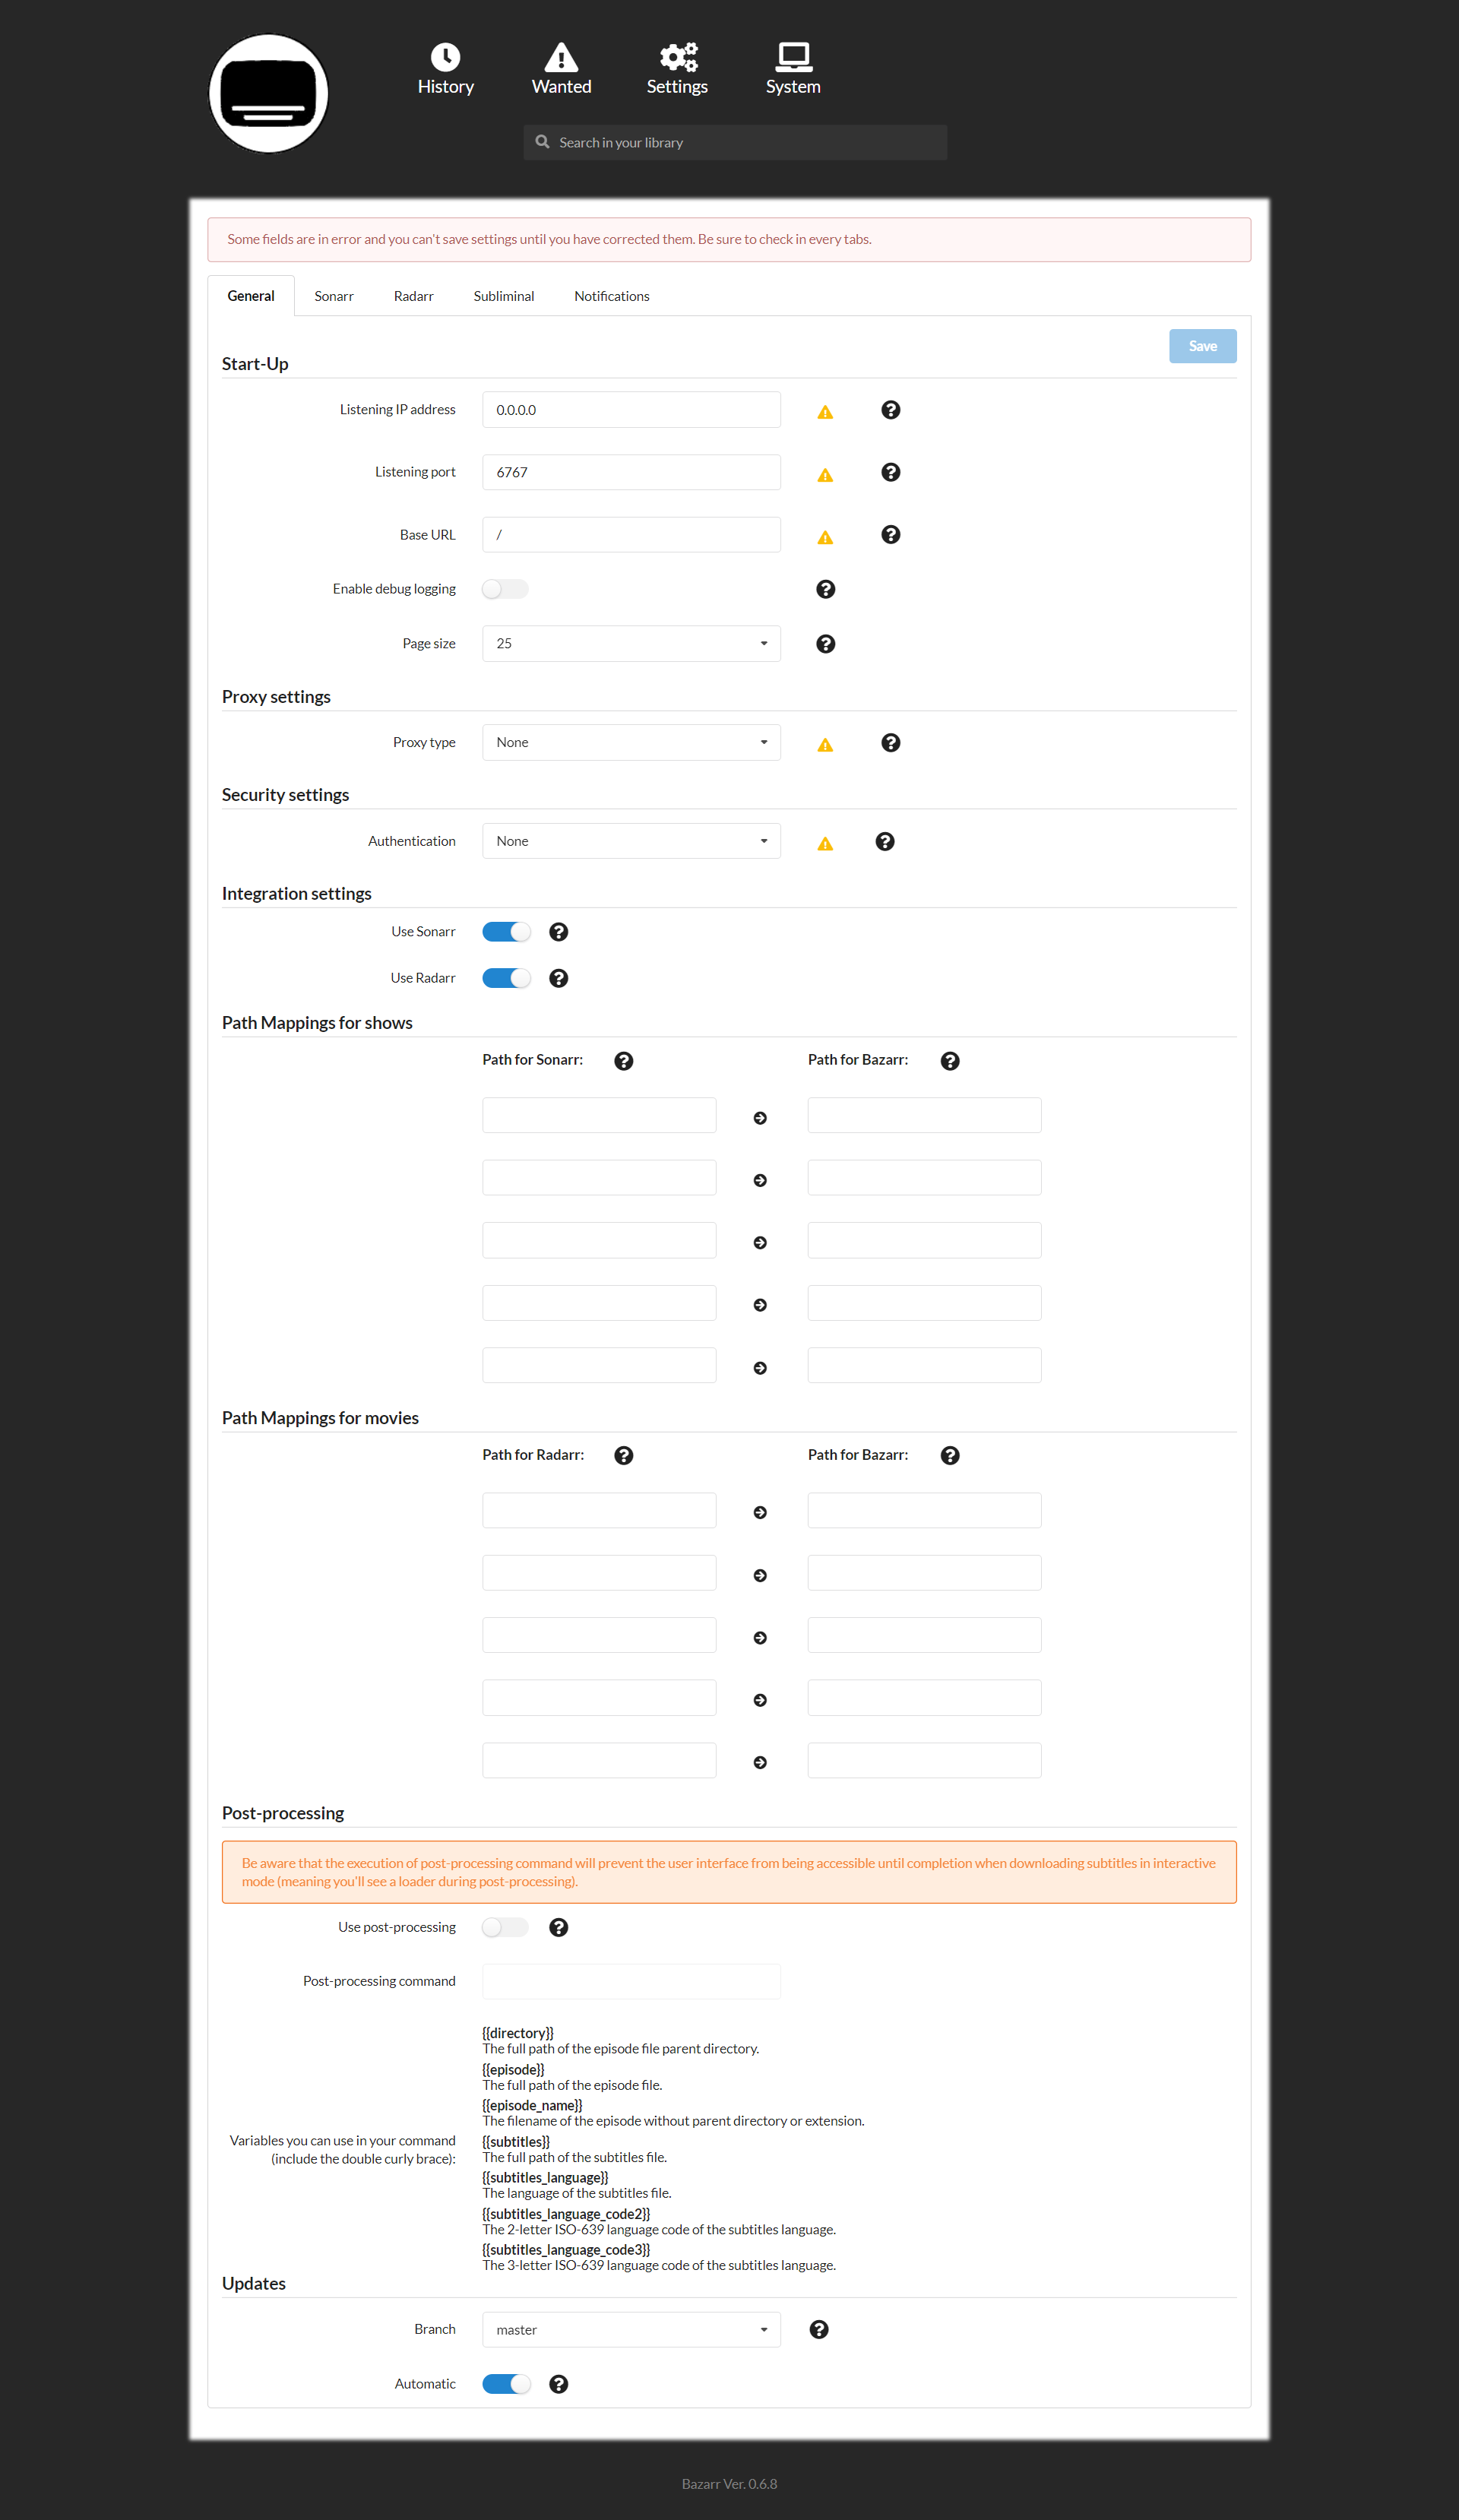 History
Wanted
Settings
System
Search in your library
Some fields are in error and you can't save settings until you have corrected them. Be sure to check in every tabs.
General
Sonarr
Radarr
Subliminal
Notifications
Save
Start-Up
Listening IP address
0.0.0.0
Listening port
6767
Base URL
/
Enable debug logging
Page size
25
Proxy settings
Proxy type
None
Security settings
Authentication
None
Integration settings
Use Sonarr
Use Radarr
Path Mappings for shows
Path for Sonarr:
Path for Bazarr:
Path Mappings for movies
Path for Radarr:
Path for Bazarr:
Post-processing
Be aware that the execution of post-processing command will prevent the user interface from being accessible until completion when downloading subtitles in interactive
mode (meaning you'll see a loader during post-processing).
Use post-processing
Post-processing command
Variables you can use in your command
(include the double curly brace):
{{directory}}
The full path of the episode file parent directory.
{{episode}}
The full path of the episode file.
{{episode_name}}
The filename of the episode without parent directory or extension.
{{subtitles}}
The full path of the subtitles file.
{{subtitles_language}}
The language of the subtitles file.
{{subtitles_language_code2}}
The 2-letter ISO-639 language code of the subtitles language.
{{subtitles_language_code3}}
The 3-letter ISO-639 language code of the subtitles language.
Updates
Branch
master
Automatic
Bazarr Ver. 0.6.8